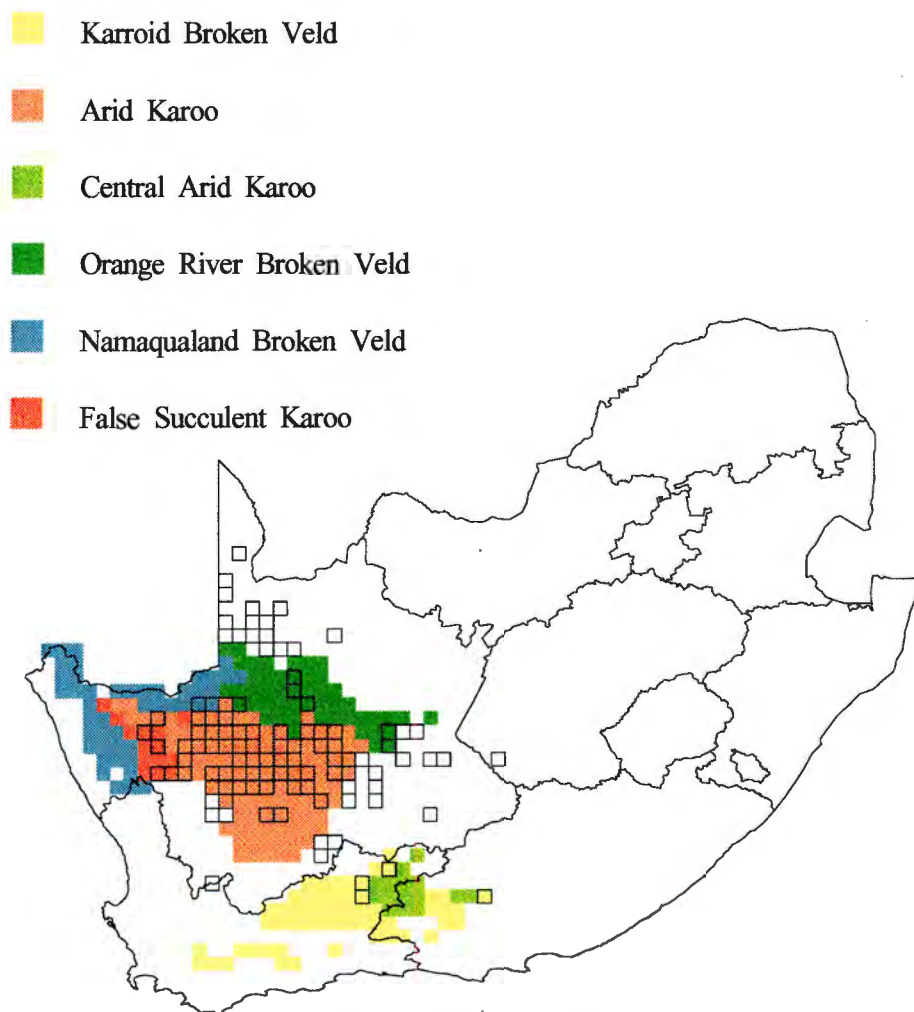 Karroid Broken Veld
Arid Karoo
Central Arid Karoo
Orange River Broken Veld
Namaqualand Broken Veld
False Succulent Karoo